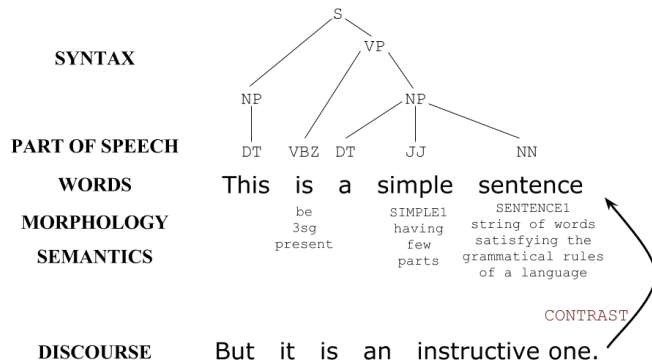 S
VP
SYNTAX
NP NP
PART OF SPEECH DT VBZ DT JJ NN
WORDS This is a simple sentence
MORPHOLOGY be SIMPLE1 SENTENCE1
3sg having string of words
present few satisfying the
SEMANTICS parts grammatical rules
of a language
CONTRAST
DISCOURSE But it is an instructive one.